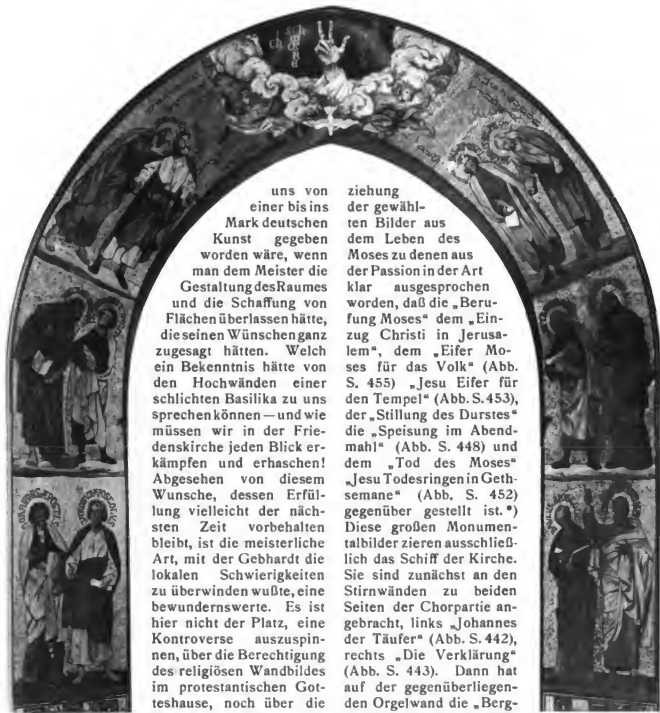 uns von
einer bis ins
Mark deutschen
Kunst gegeben
worden wäre, wenn
man dem Meister die
Gestaltung des Raumes
und die Schaffung von
Flächen überlassen hätte,
die seinen Wünschen ganz
zugesagt hätten. Welch
ein Bekenntnis hätte von
den Hochwänden einer
schlichten Basilika zu uns
sprechen können — und wie
müssen wir in der Frie-
denskirche jeden Blick er-
kämpfen und erhaschen!
Abgesehen von diesem
Wunsche, dessen Erfül-
lung vielleicht der näch-
sten Zeit vorbehalten
bleibt, ist die meisterliche
Art, mit der Gebhardt die
lokalen Schwierigkeiten
zu überwinden wußte, eine
bewundernswerte. Es ist
hier nicht der Platz, eine
Kontroverse auszuspin-
nen, über die Berechtigung
des religiösen Wandbildes
im protestantischen Got-
teshause, noch über die
ziehung
der gewähl-
ten Bilder aus
dem Leben des
Moses zu denen aus
der Passion in der Art
klar ausgesprochen
worden, daß die „Beru-
fung Moses“ dem „Ein-
zug Christi in Jerusa-
lem“, dem „Eifer Mo-
ses für das Volk“ (Abb.
S. 455) „Jesu Eifer für
den Tempel“ (Abb. S. 453),
der „Stillung des Durstes“
die „Speisung im Abend-
mahl“ (Abb. S. 448) und
dem „Tod des Moses“
„Jesu Todesringen in Geth-
semane“ (Abb. S. 452)
gegenüber gestellt ist.*)
Diese großen Monumen-
talbilder zieren ausschließ-
lich das Schiff der Kirche.
Sie sind zunächst an den
Stirnwänden zu beiden
Seiten der Chorpartie an-
gebracht, links „Johannes
der Täufer“ (Abb. S. 442),
rechts „Die Verklärung“
(Abb. S. 443). Dann hat
auf der gegenüberliegen-
den Orgelwand die „Berg-